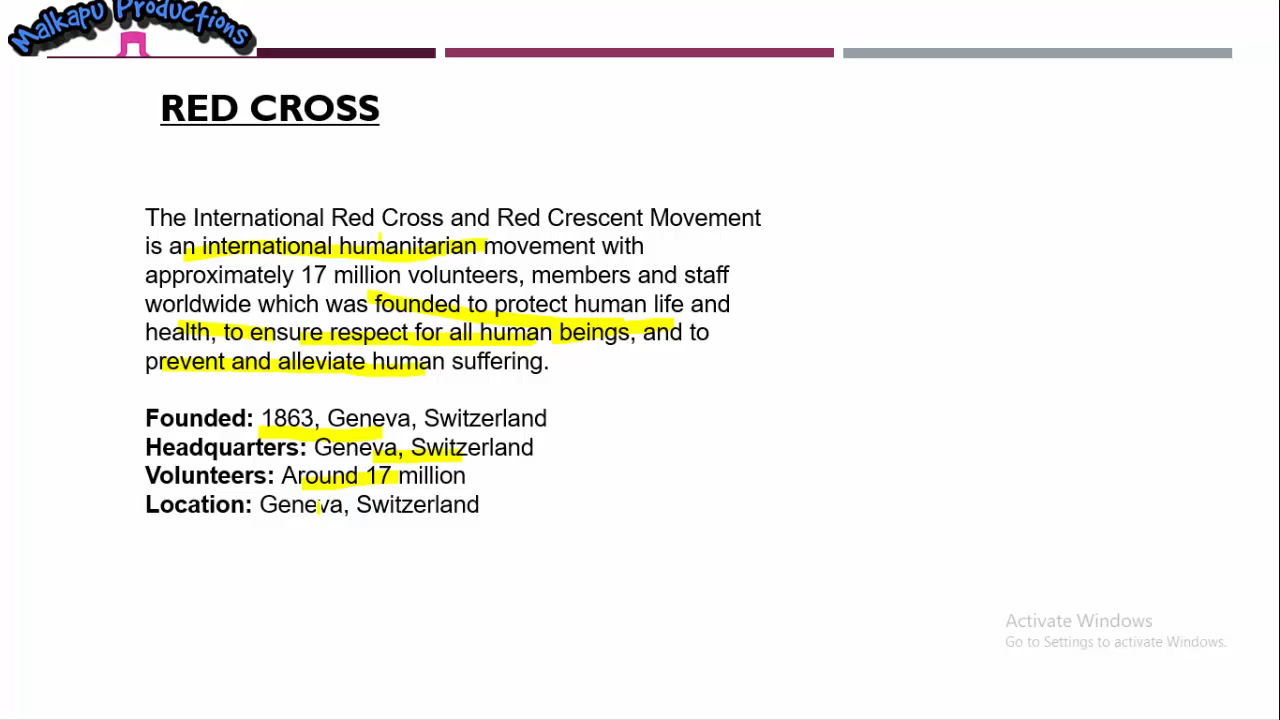 Malkapu Productions
RED CROSS
The International Red Cross and Red Crescent Movement
is an international humanitarian movement with
approximately 17 million volunteers, members and staff
worldwide which was founded to protect human life and
health, to ensure respect for all human beings, and to
prevent and alleviate human suffering.
Founded: 1863, Geneva, Switzerland
Headquarters: Geneva, Switzerland
Volunteers: Around 17 million
Location: Geneva, Switzerland
Activate Windows
Go to Settings to activate Windows.